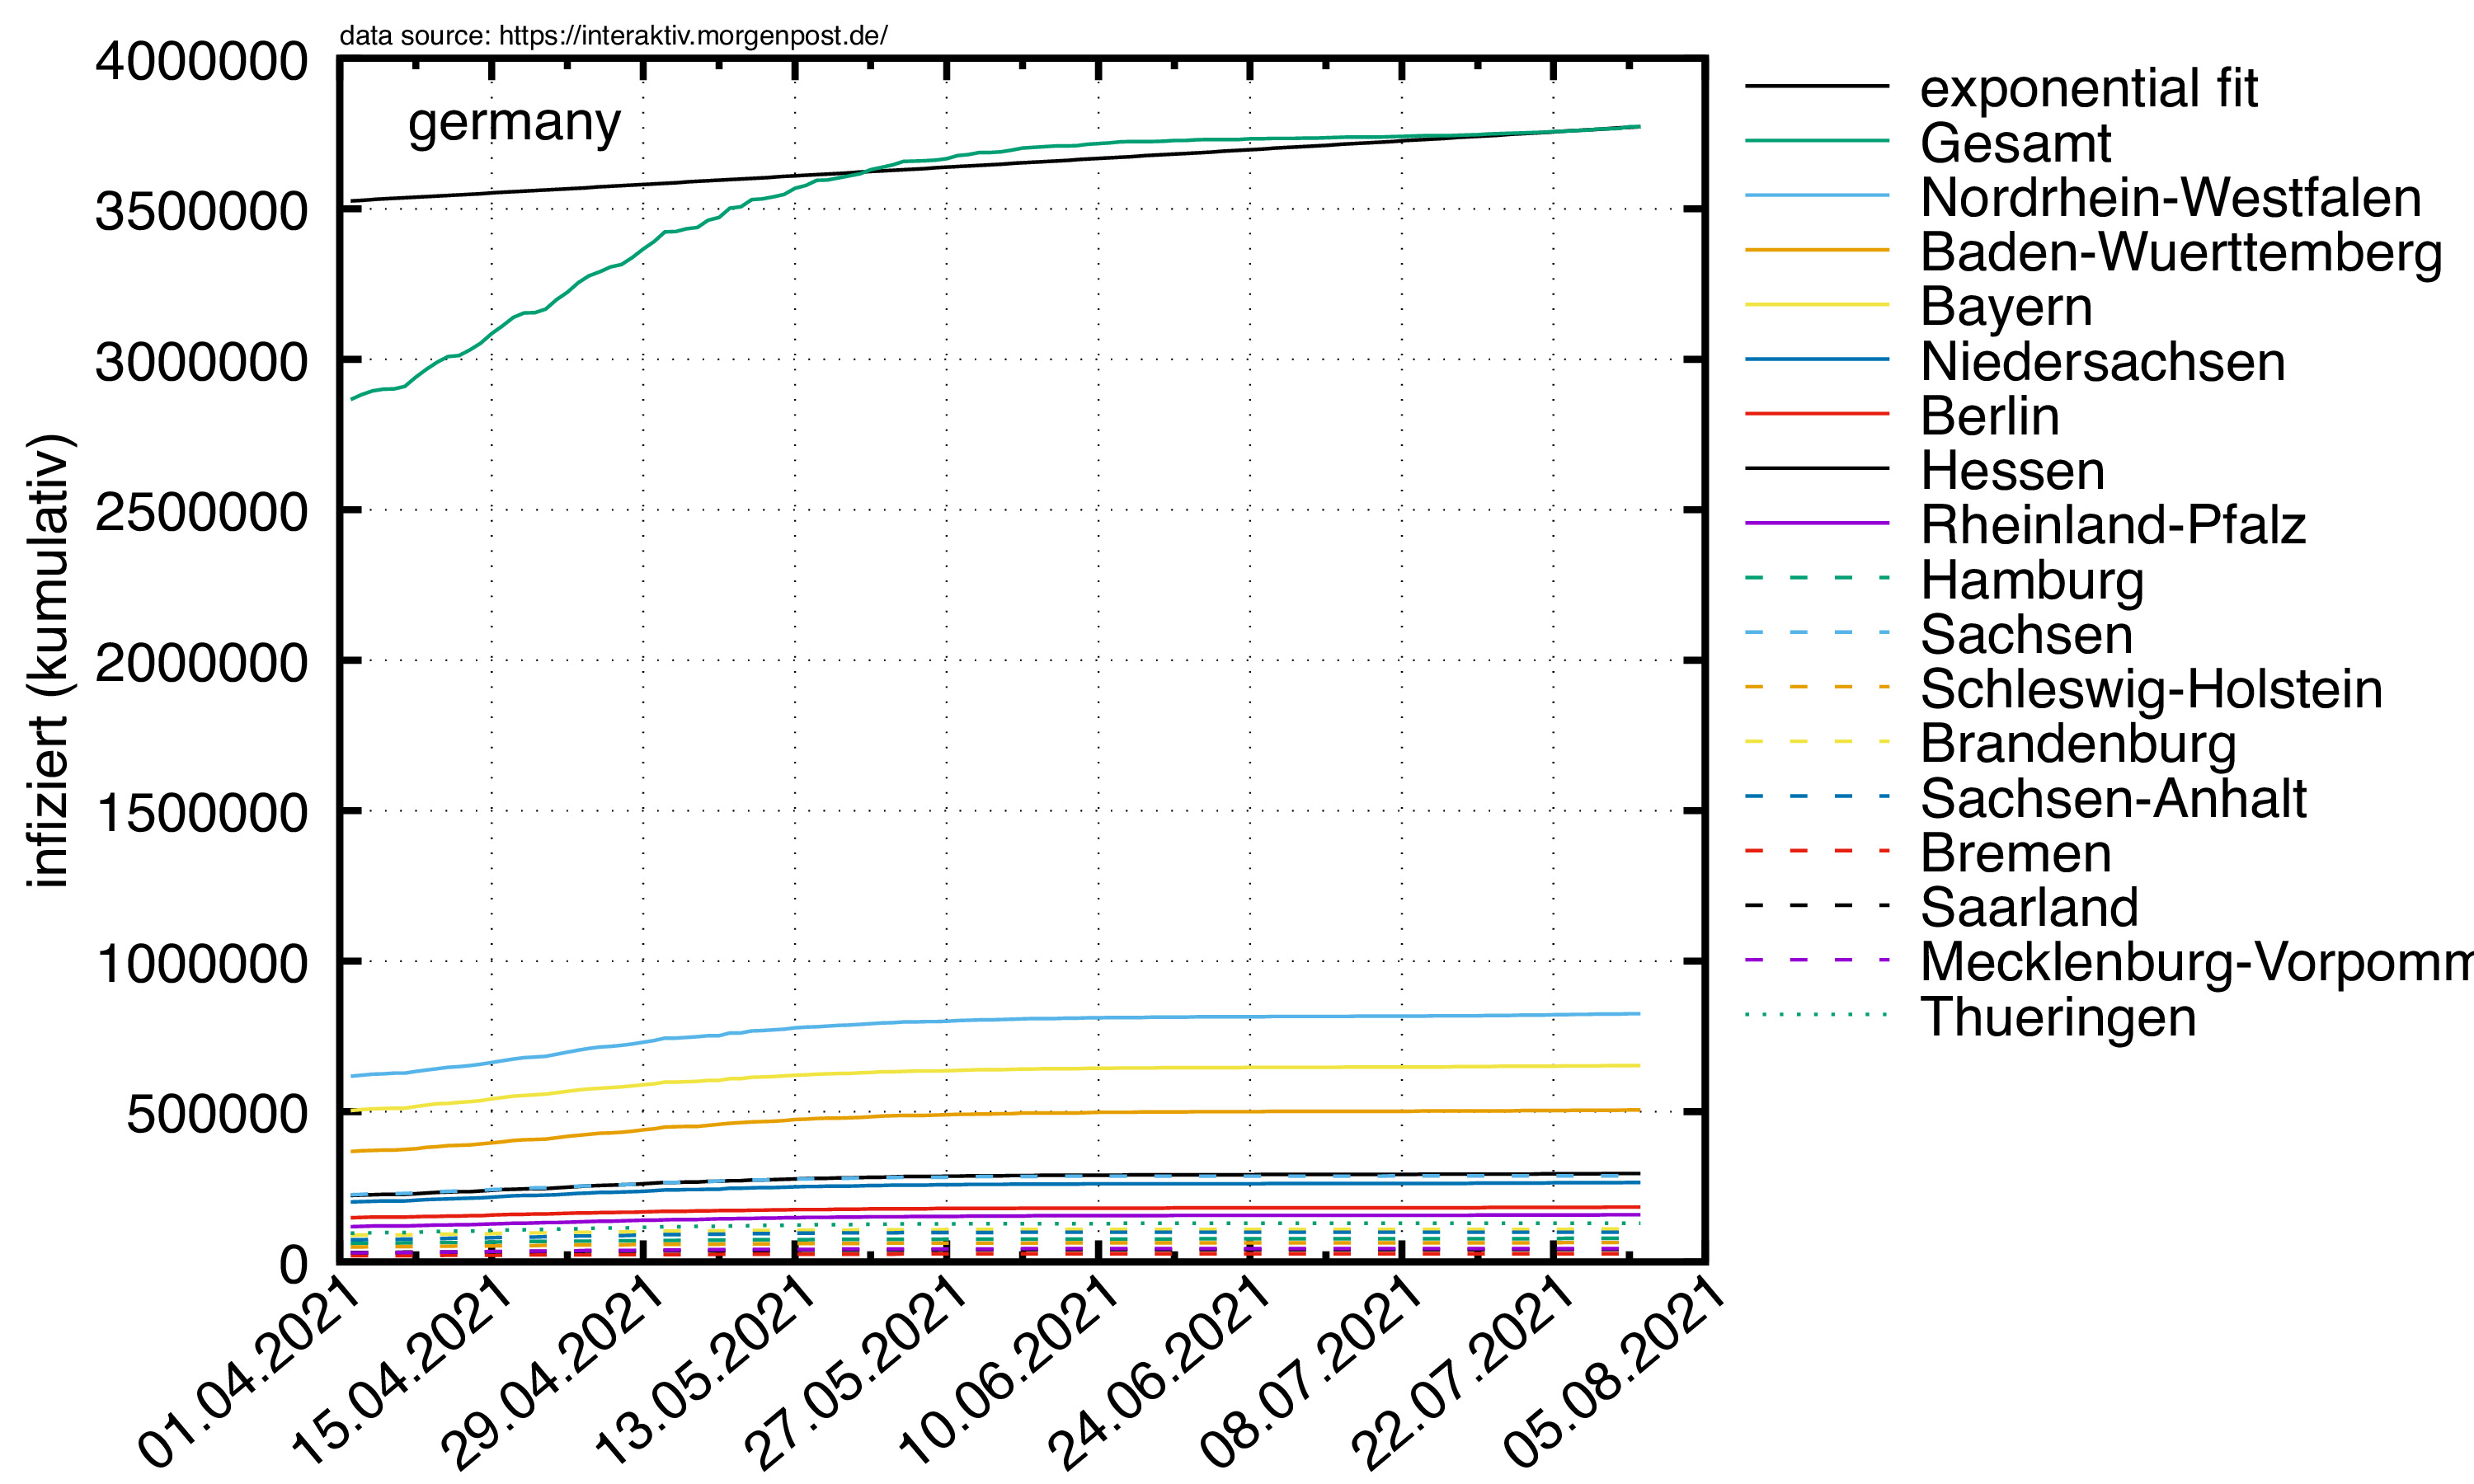 data source: https://interaktiv.morgenpost.de/
germany
infiziert (kumulativ)
4000000
3500000
3000000
2500000
2000000
1500000
1000000
500000
0
01.04.2021
15.04.2021
29.04.2021
13.05.2021
27.05.2021
10.06.2021
24.06.2021
08.07.2021
22.07.2021
05.08.2021
exponential fit
Gesamt
Nordrhein-Westfalen
Baden-Wuerttemberg
Bayern
Niedersachsen
Berlin
Hessen
Rheinland-Pfalz
Hamburg
Sachsen
Schleswig-Holstein
Brandenburg
Sachsen-Anhalt
Bremen
Saarland
Mecklenburg-Vorpomm
Thueringen